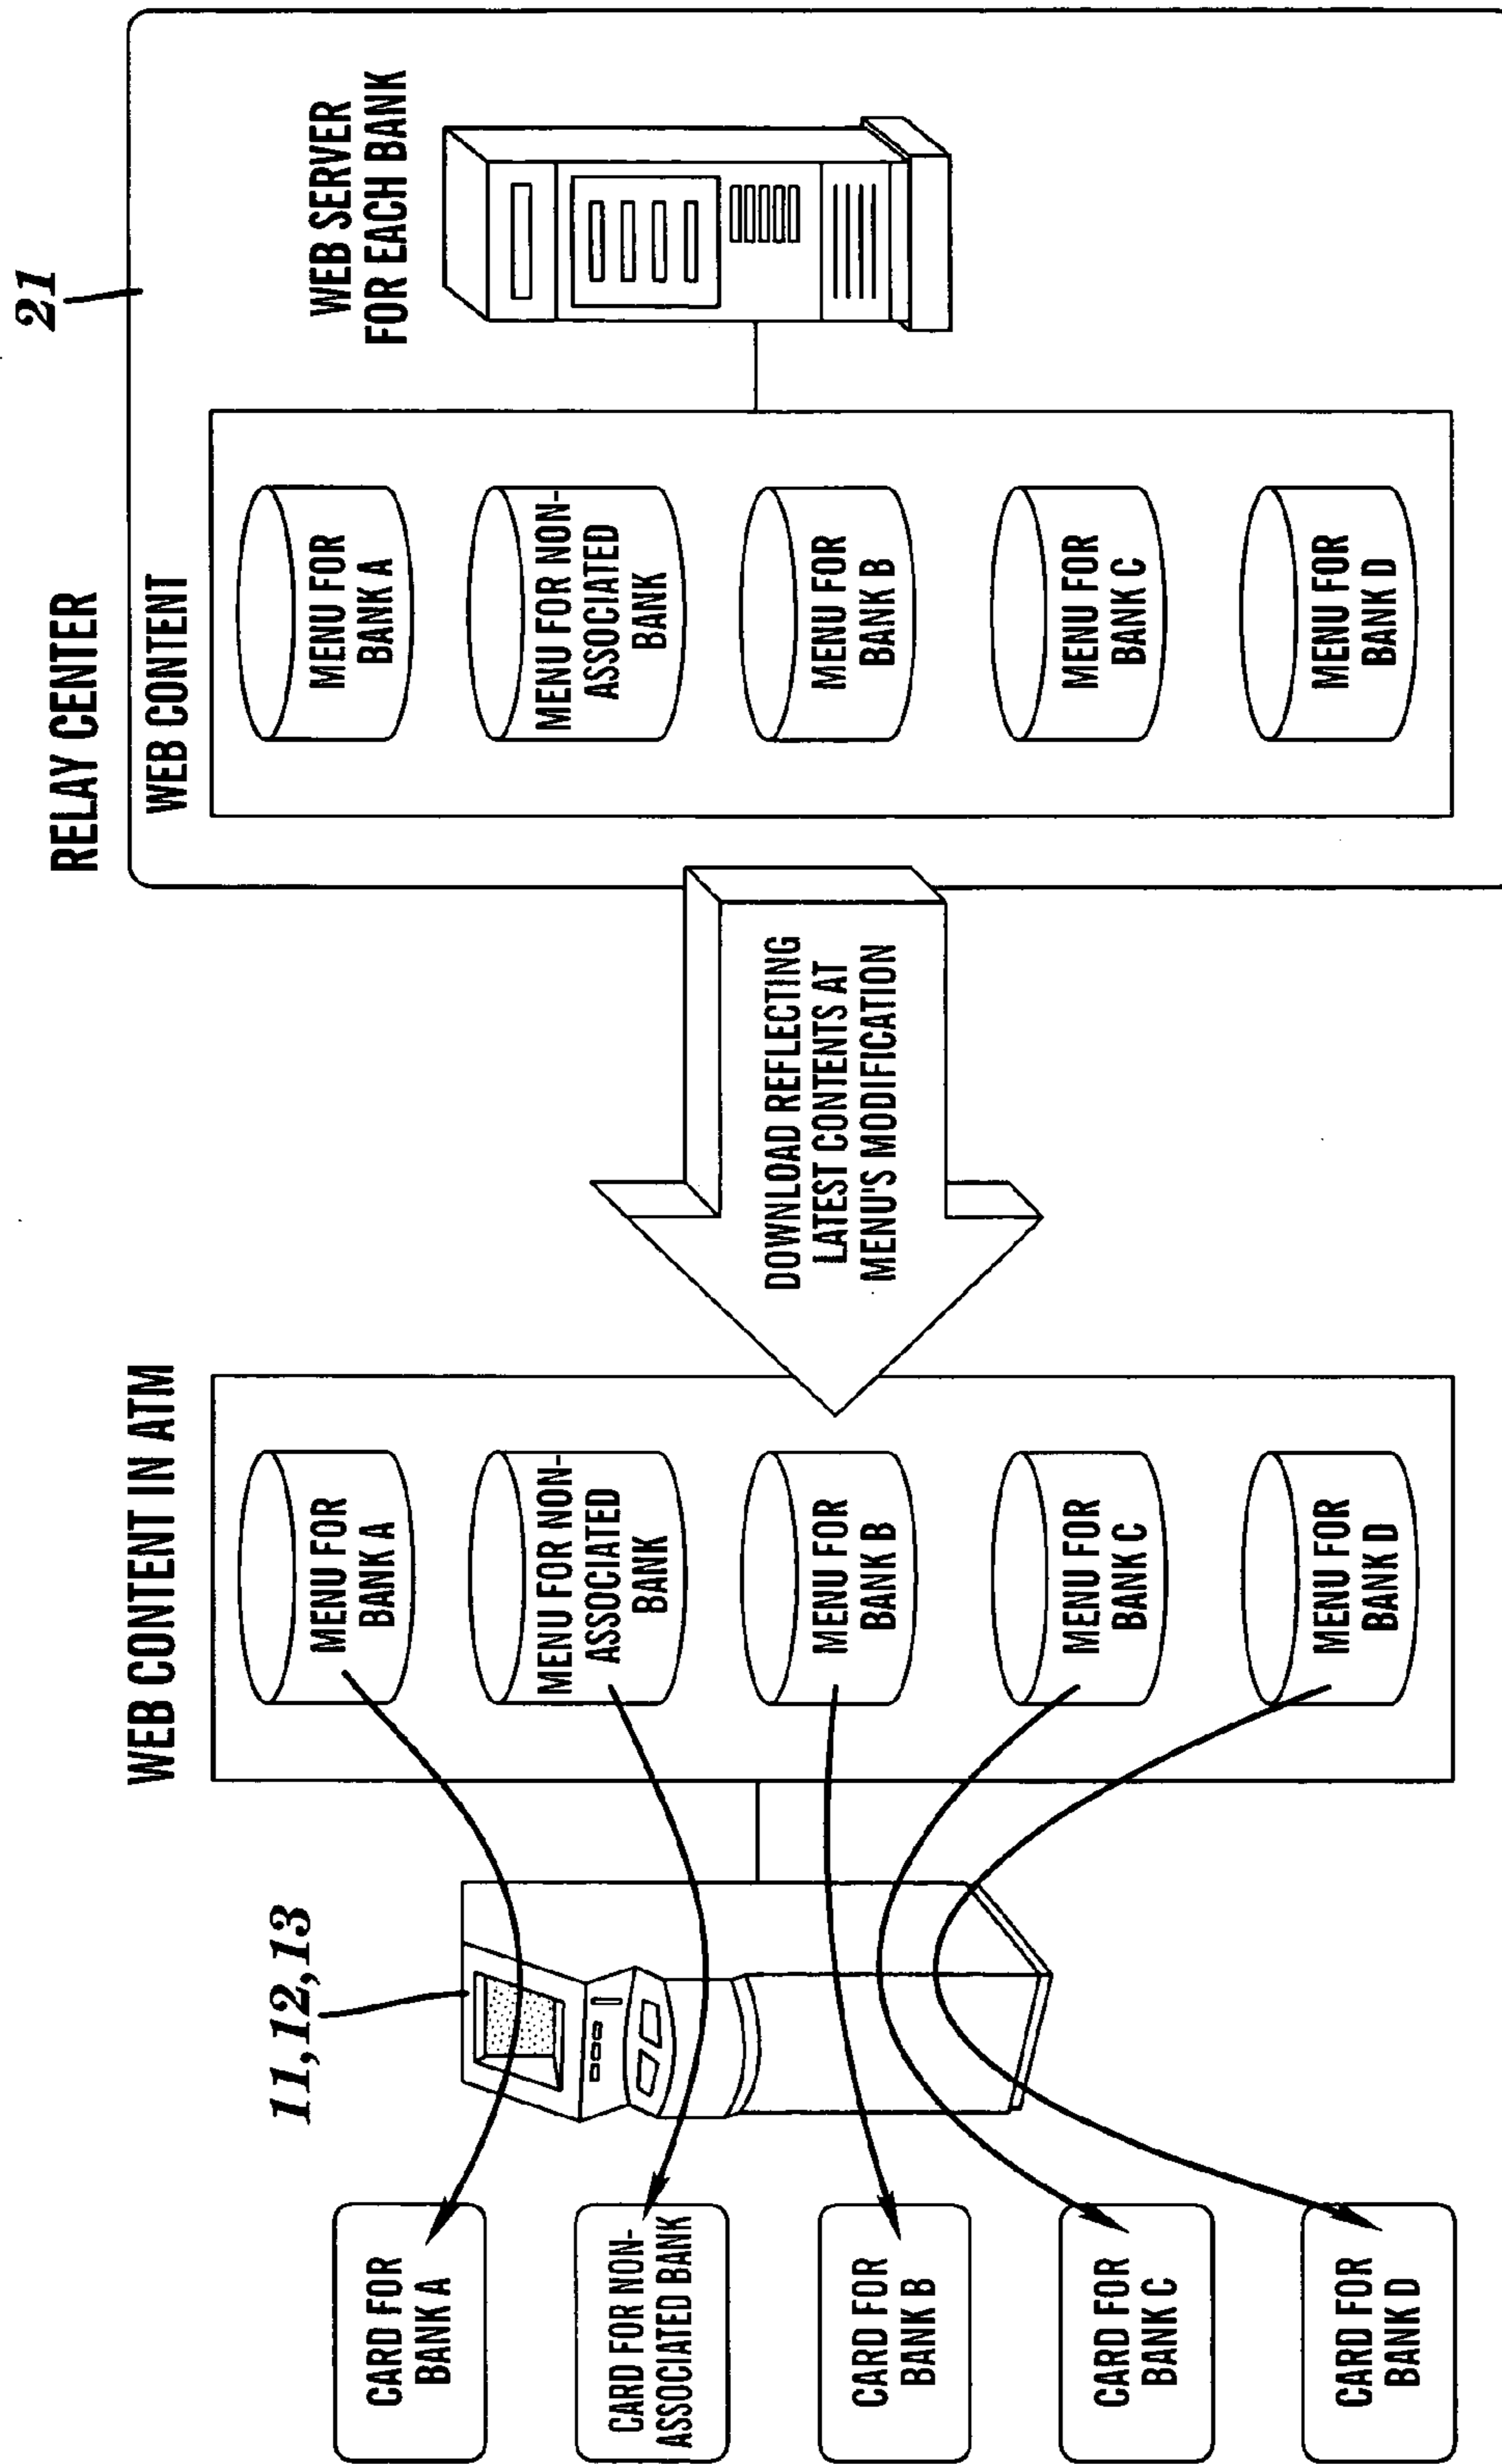 21
RELAY CENTER
WEB CONTENT
WEB SERVER
FOR EACH BANK
MENU FOR
BANK A
MENU FOR NON-
ASSOCIATED
BANK
MENU FOR
BANK B
MENU FOR
BANK C
MENU FOR
BANK D
DOWNLOAD REFLECTING
LATEST CONTENTS AT
MENU'S MODIFICATION
WEB CONTENT IN ATM
MENU FOR
BANK A
MENU FOR NON-
ASSOCIATED
BANK
MENU FOR
BANK B
MENU FOR
BANK C
MENU FOR
BANK D
11,12,13
CARD FOR
BANK A
CARD FOR NON-
ASSOCIATED BANK
CARD FOR
BANK B
CARD FOR
BANK C
CARD FOR
BANK D